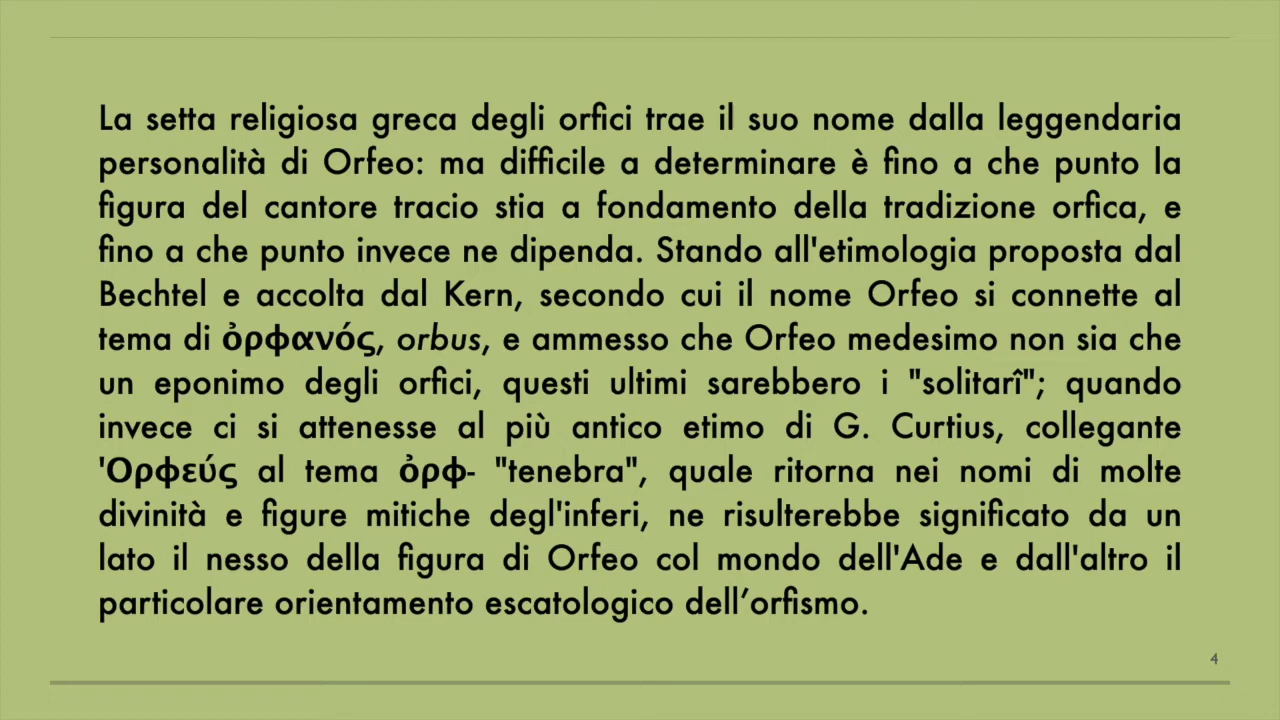 La setta religiosa greca degli orfici trae il suo nome dalla leggendaria
personalità di Orfeo: ma difficile a determinare è fino a che punto la
figura del cantore tracio stia a fondamento della tradizione orfica, e
fino a che punto invece ne dipenda. Stando all'etimologia proposta dal
Bechtel e accolta dal Kern, secondo cui il nome Orfeo si connette al
tema di ὀρφανός, orbus, e ammesso che Orfeo medesimo non sia che
un eponimo degli orfici, questi ultimi sarebbero i "solitarî"; quando
invece ci si attenesse al più antico etimo di G. Curtius, collegante
'Ορφεύς al tema ὀρφ- "tenebra", quale ritorna nei nomi di molte
divinità e figure mitiche degl'inferi, ne risulterebbe significato da un
lato il nesso della figura di Orfeo col mondo dell'Ade e dall'altro il
particolare orientamento escatologico dell’orfismo.
4